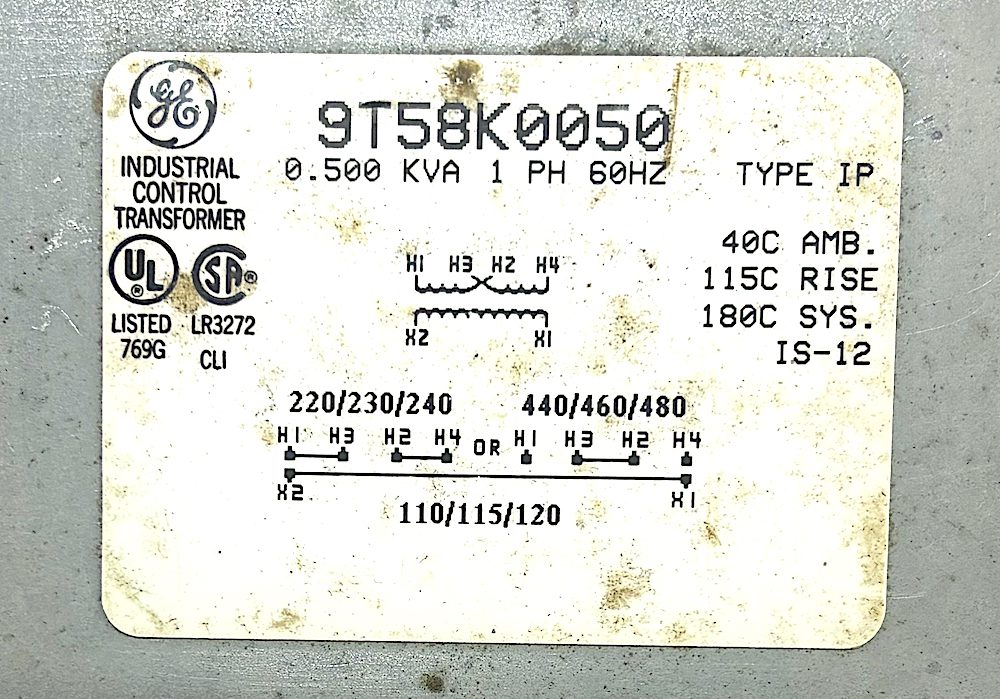 GE
9T58K0050
0.500 KVA 1 PH 60HZ TYPE IP
INDUSTRIAL
CONTROL
TRANSFORMER
UL ®
LISTED
769G
SA ®
LR3272
CLI
40C AMB.
115C RISE
180C SYS.
IS-12
H1 H3 H2 H4
X2 X1
220/230/240 440/460/480
H1 H3 H2 H4 OR H1 H3 H2 H4
X2 X1
110/115/120